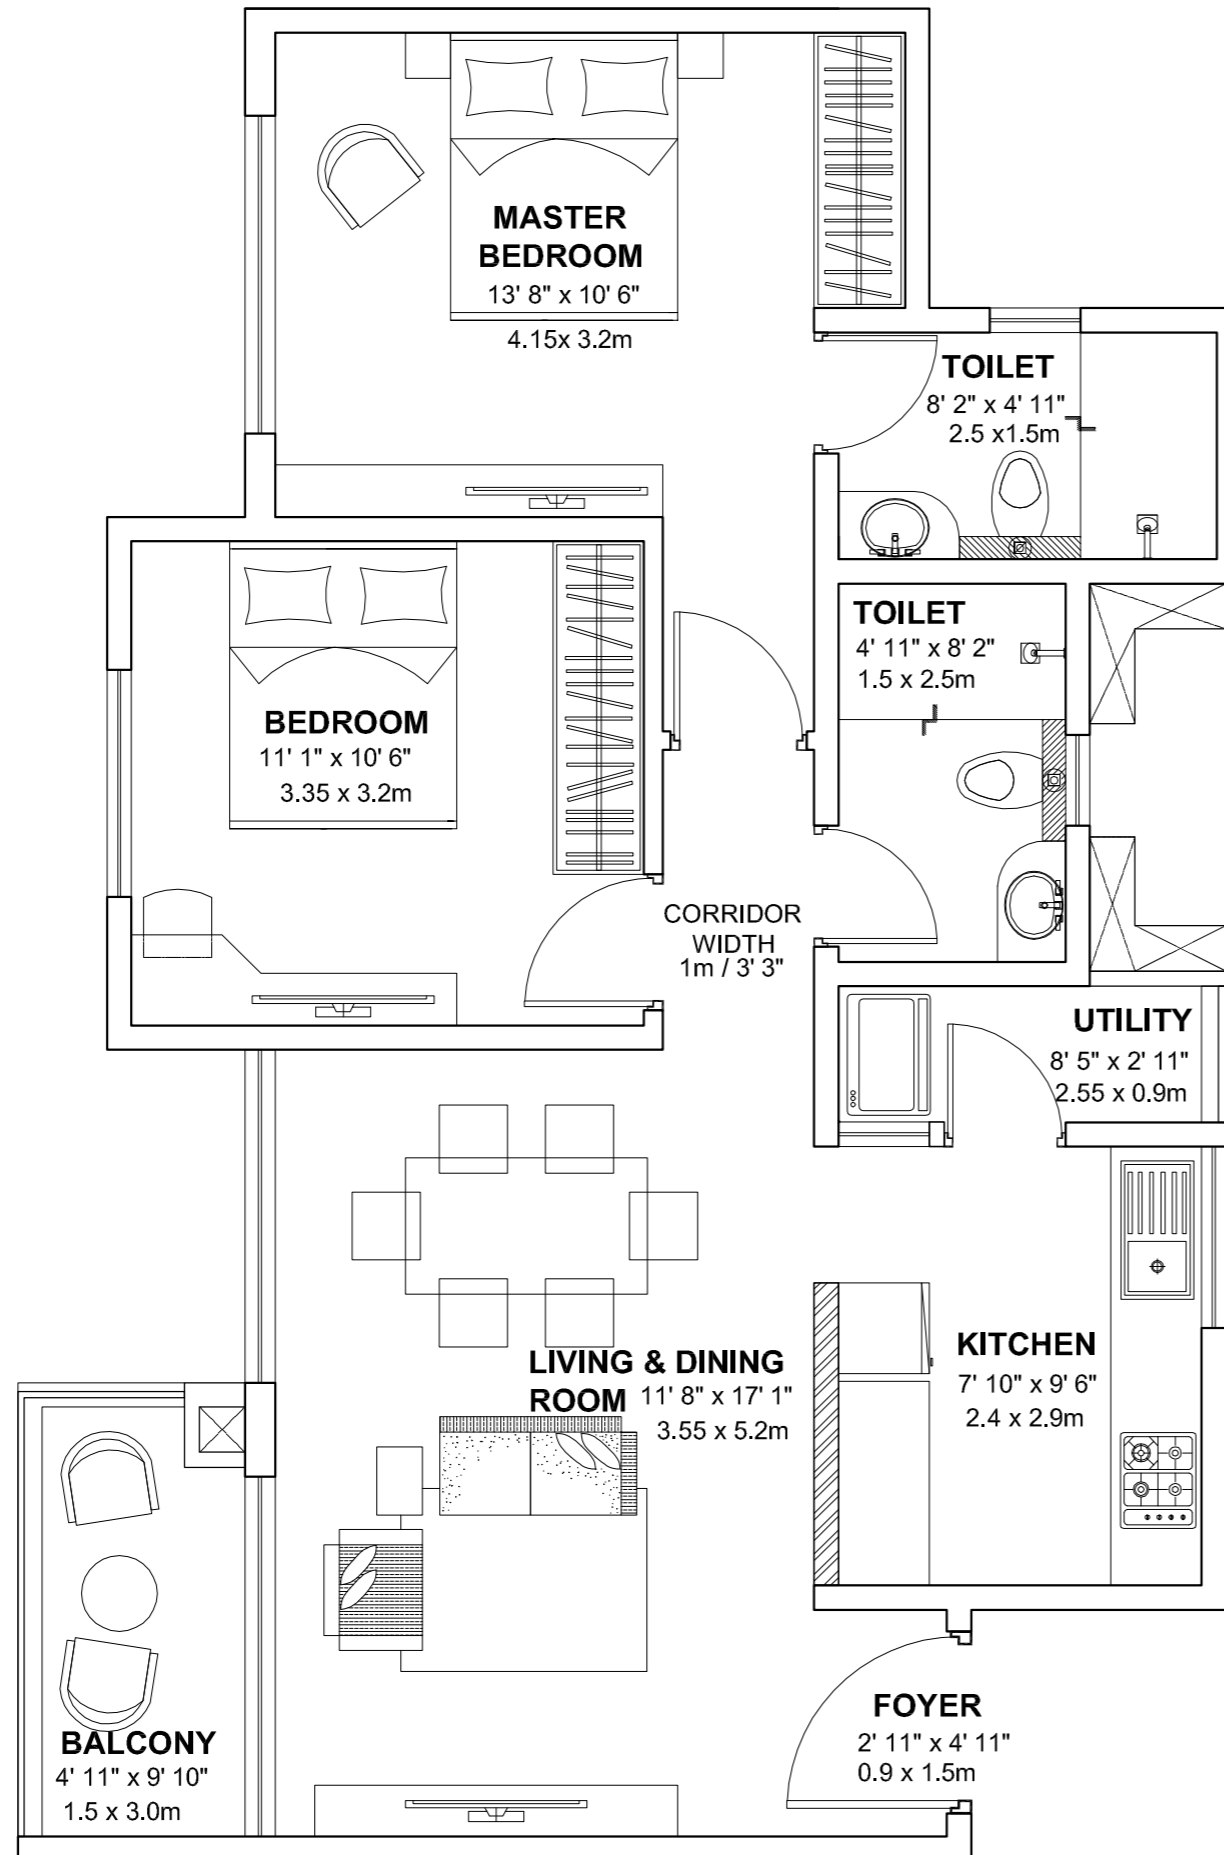 MASTER
BEDROOM
13' 8" x 10' 6"
4.15x 3.2m
TOILET
8' 2" x 4' 11"
2.5 x1.5m
TOILET
4' 11" x 8' 2"
1.5 x 2.5m
BEDROOM
11' 1" x 10' 6"
3.35 x 3.2m
CORRIDOR
WIDTH
1m / 3' 3"
UTILITY
8' 5" x 2' 11"
2.55 x 0.9m
LIVING & DINING
ROOM 11' 8" x 17' 1"
3.55 x 5.2m
KITCHEN
7' 10" x 9' 6"
2.4 x 2.9m
FOYER
2' 11" x 4' 11"
0.9 x 1.5m
BALCONY
4' 11" x 9' 10"
1.5 x 3.0m